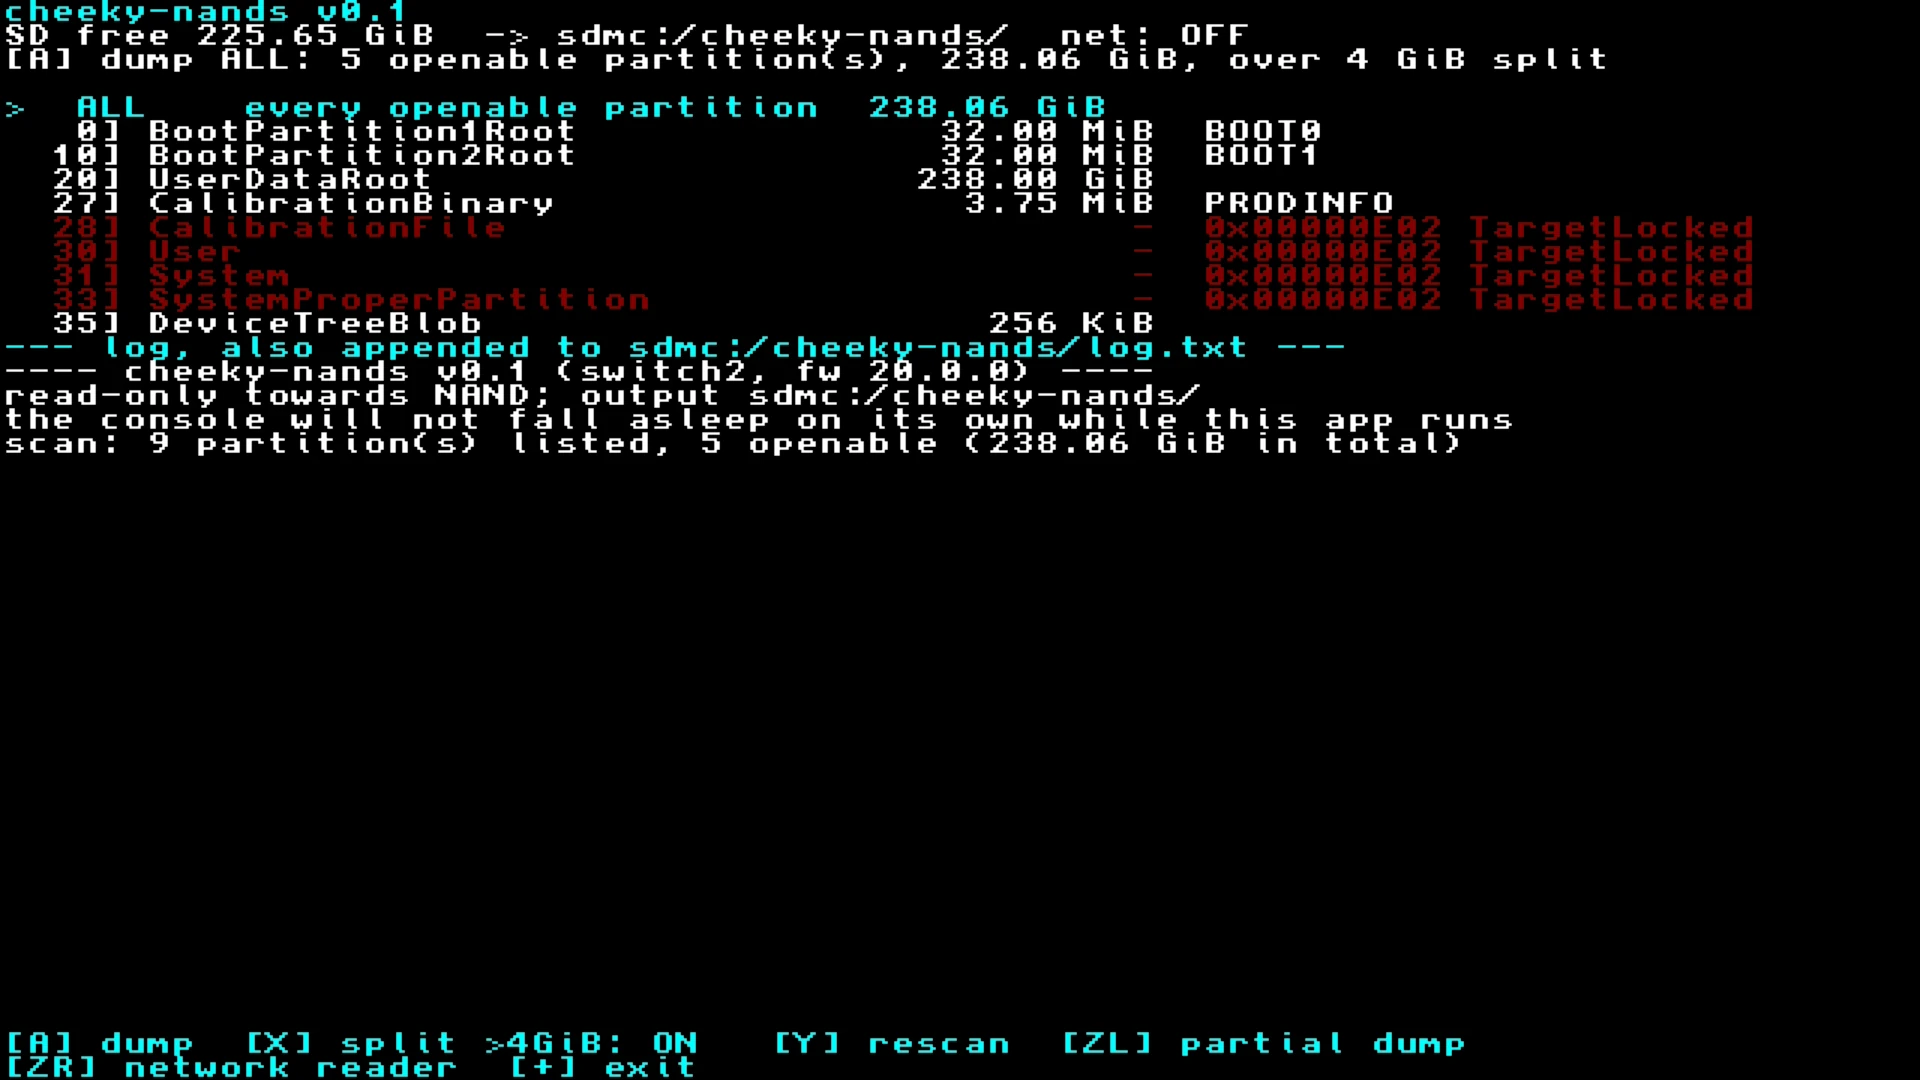 cheeky-nands v0.1
SD free 225.65 GiB -> sdmc:/cheeky-nands/ net: OFF
[A] dump ALL: 5 openable partition(s), 238.06 GiB, over 4 GiB split
> ALL every openable partition 238.06 GiB
0] BootPartition1Root 32.00 MiB BOOT0
10] BootPartition2Root 32.00 MiB BOOT1
20] UserDataRoot 238.00 GiB
27] CalibrationBinary 3.75 MiB PRODINFO
28] CalibrationFile - 0x00000E02 TargetLocked
30] User - 0x00000E02 TargetLocked
31] System - 0x00000E02 TargetLocked
33] SystemProperPartition - 0x00000E02 TargetLocked
35] DeviceTreeBlob 256 KiB
--- log, also appended to sdmc:/cheeky-nands/log.txt ---
---- cheeky-nands v0.1 (switch2, fw 20.0.0) ----
read-only towards NAND; output sdmc:/cheeky-nands/
the console will not fall asleep on its own while this app runs
scan: 9 partition(s) listed, 5 openable (238.06 GiB in total)
[A] dump [X] split >4GiB: ON [Y] rescan [ZL] partial dump
[ZR] network reader [+] exit